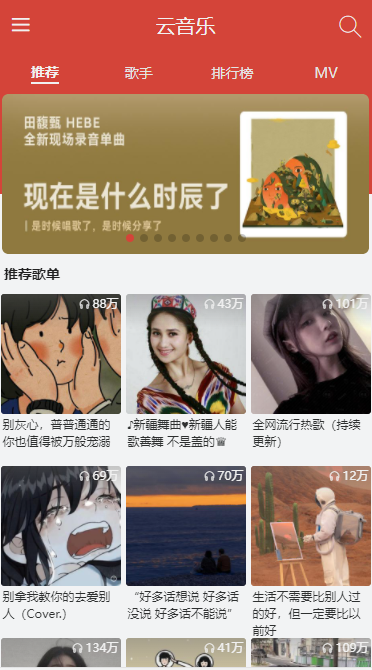 云音乐
推荐 歌手 排行榜 MV
田馥甄 HEBE
全新现场录音单曲
现在是什么时辰了
| 是时候唱歌了，是时候分享了
推荐歌单
88万 43万 101万
别灰心，普普通通的
你也值得被万般宠溺
♪新疆舞曲♥新疆人能
歌善舞 不是盖的♕
全网流行热歌（持续
更新）
69万 70万 12万
别拿我教你的去爱别
人（Cover.）
“好多话想说 好多话
没说 好多话不能说”
生活不需要比别人过
的好，但一定要比以
前好
134万 41万 109万